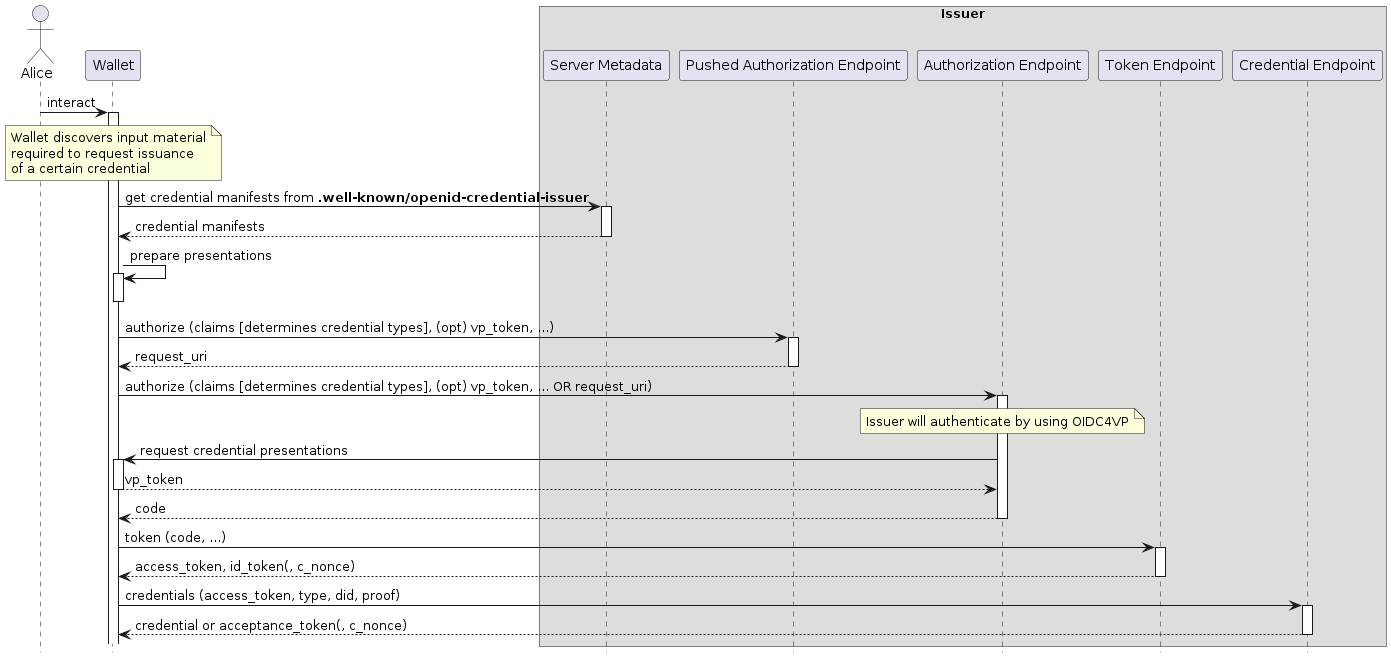 Issuer
Alice
Wallet
Server Metadata
Pushed Authorization Endpoint
Authorization Endpoint
Token Endpoint
Credential Endpoint
interact
Wallet discovers input material
required to request issuance
of a certain credential
get credential manifests from .well-known/openid-credential-issuer
credential manifests
prepare presentations
authorize (claims [determines credential types], (opt) vp_token, ...)
request_uri
authorize (claims [determines credential types], (opt) vp_token, ... OR request_uri)
Issuer will authenticate by using OIDC4VP
request credential presentations
vp_token
code
token (code, ...)
access_token, id_token(, c_nonce)
credentials (access_token, type, did, proof)
credential or acceptance_token(, c_nonce)